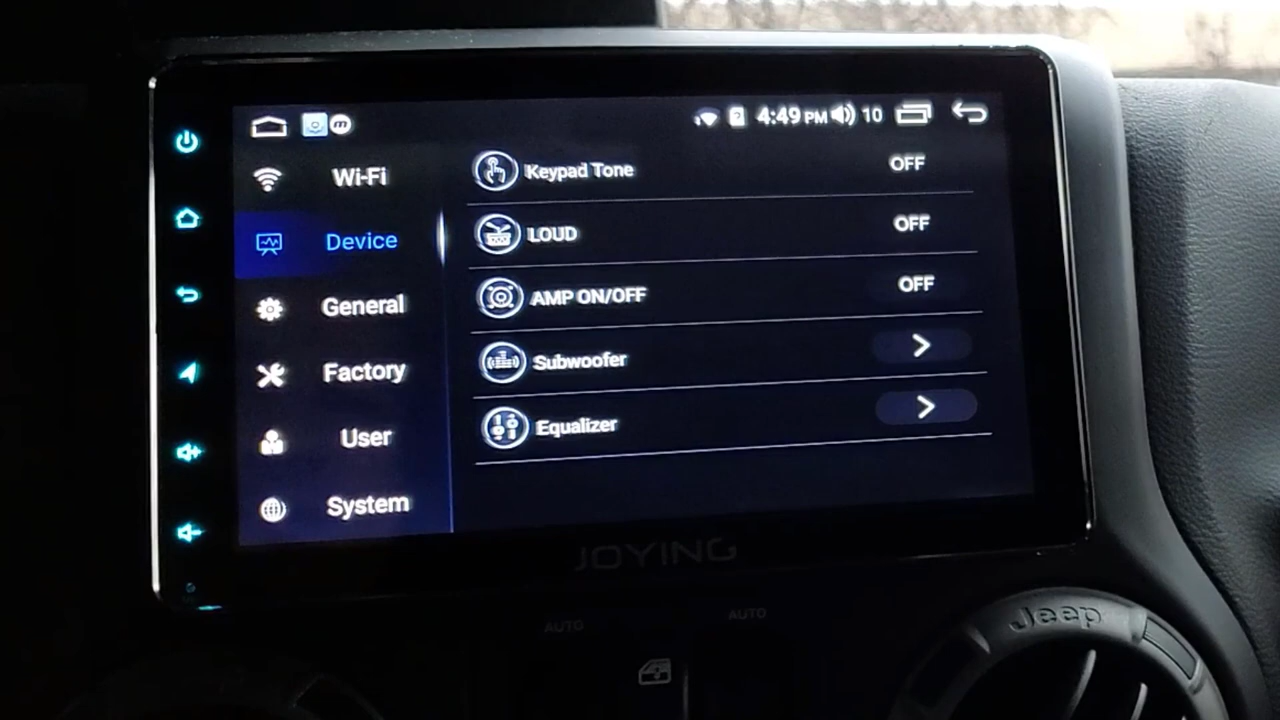 4:49 PM 10
Wi-Fi
Device
General
Factory
User
System
Keypad Tone OFF
LOUD OFF
AMP ON/OFF OFF
Subwoofer
Equalizer
JOYING
AUTO AUTO
Jeep